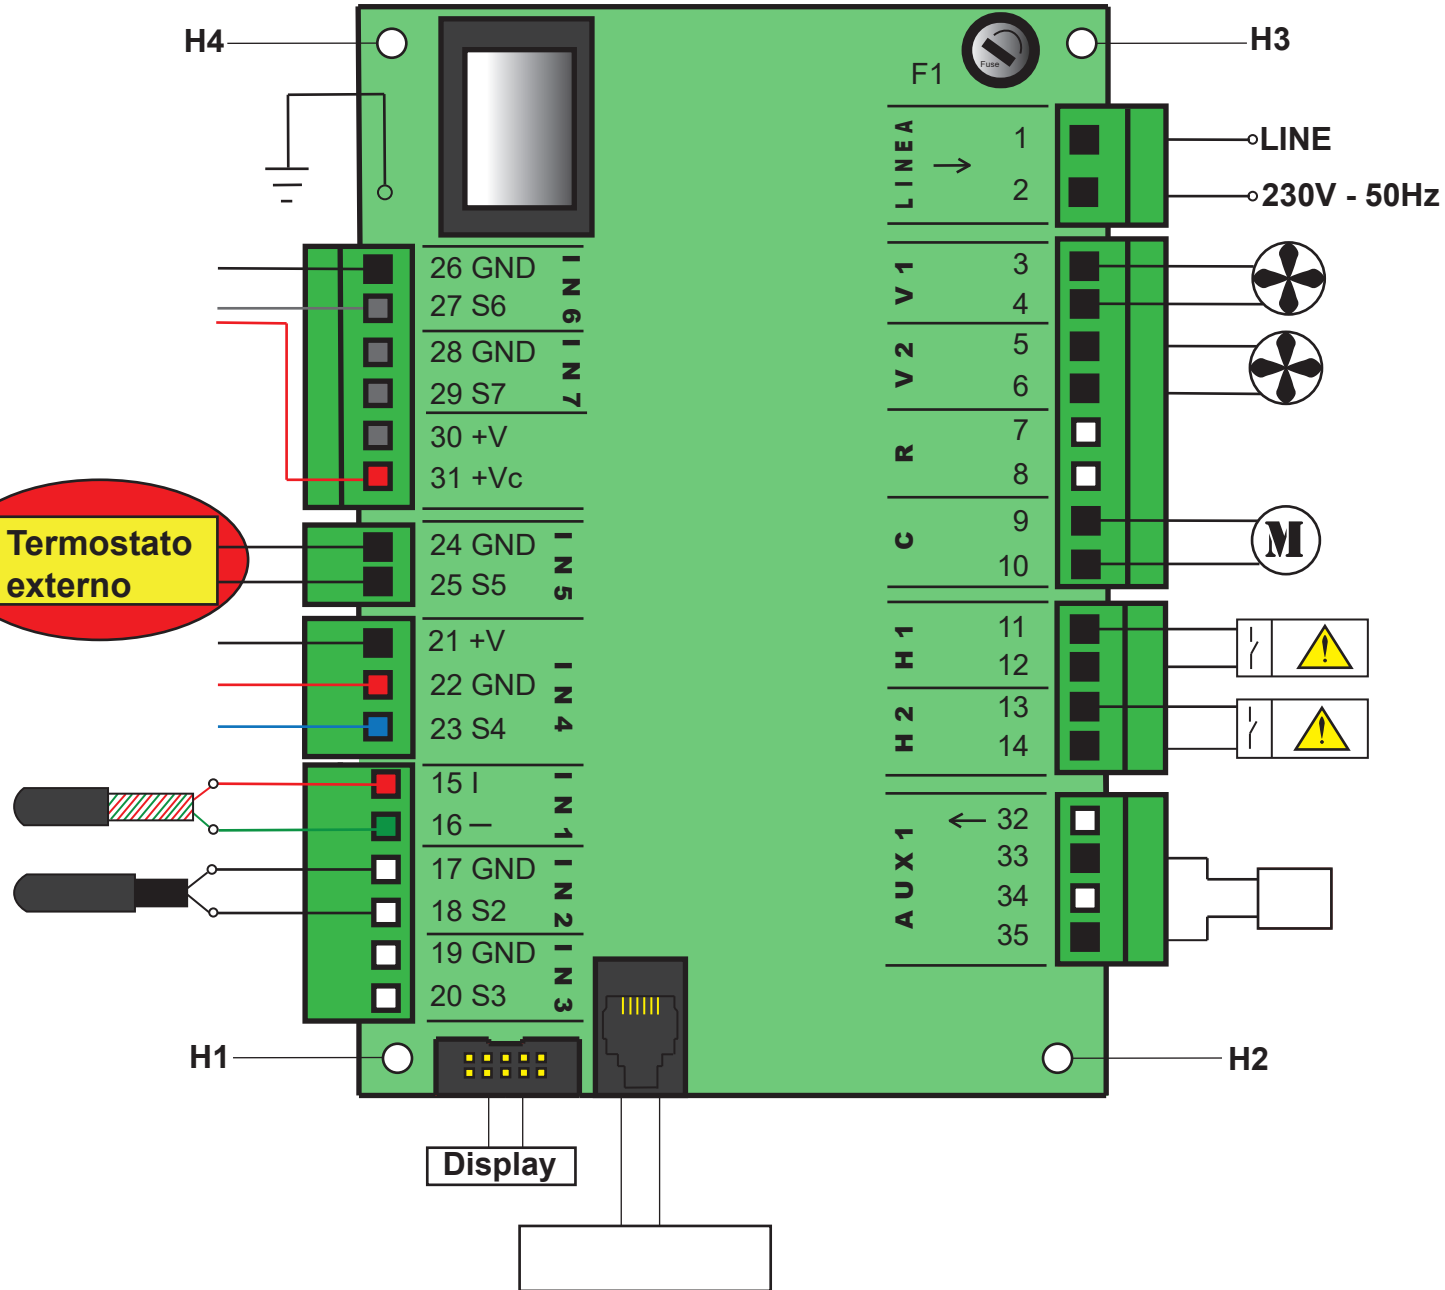 H4
H3
Fuse
F1
LINEA
1
2
LINE
230V - 50Hz
26 GND
27 S6
IN6
28 GND
29 S7
IN7
30 +V
31 +Vc
Termostato
externo
24 GND
25 S5
IN5
21 +V
22 GND
23 S4
IN4
15 I
16 —
IN1
17 GND
18 S2
IN2
19 GND
20 S3
IN3
V1
3
4
V2
5
6
R
7
8
C
9
10
M
H1
11
12
!
H2
13
14
!
AUX1
← 32
33
34
35
H1
H2
Display